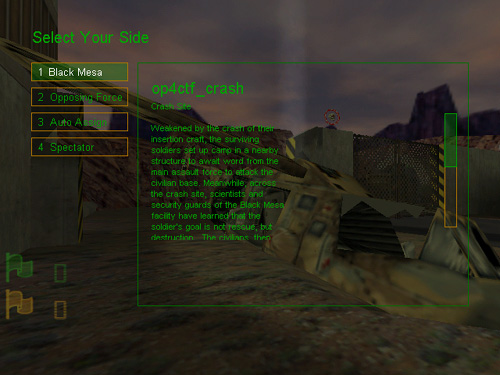 Select Your Side
1 Black Mesa
2 Opposing Force
3 Auto Assign
4 Spectator
op4ctf_crash
Crash Site
Weakened by the crash of their
insertion craft, the surviving
soldiers set up camp in a nearby
structure to await word from the
main assault force to attack the
civilian base. Meanwhile, across
the crash site, scientists and
security guards of the Black Mesa
facility have learned that the
soldier's goal is not rescue, but
destruction. The civilians, then